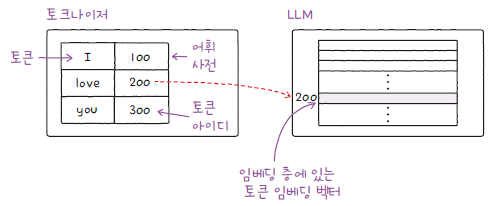 토크나이저
LLM
토큰
I
100
어휘
사전
love
200
200
you
300
토큰
아이디
임베딩 층에 있는
토큰 임베딩 벡터